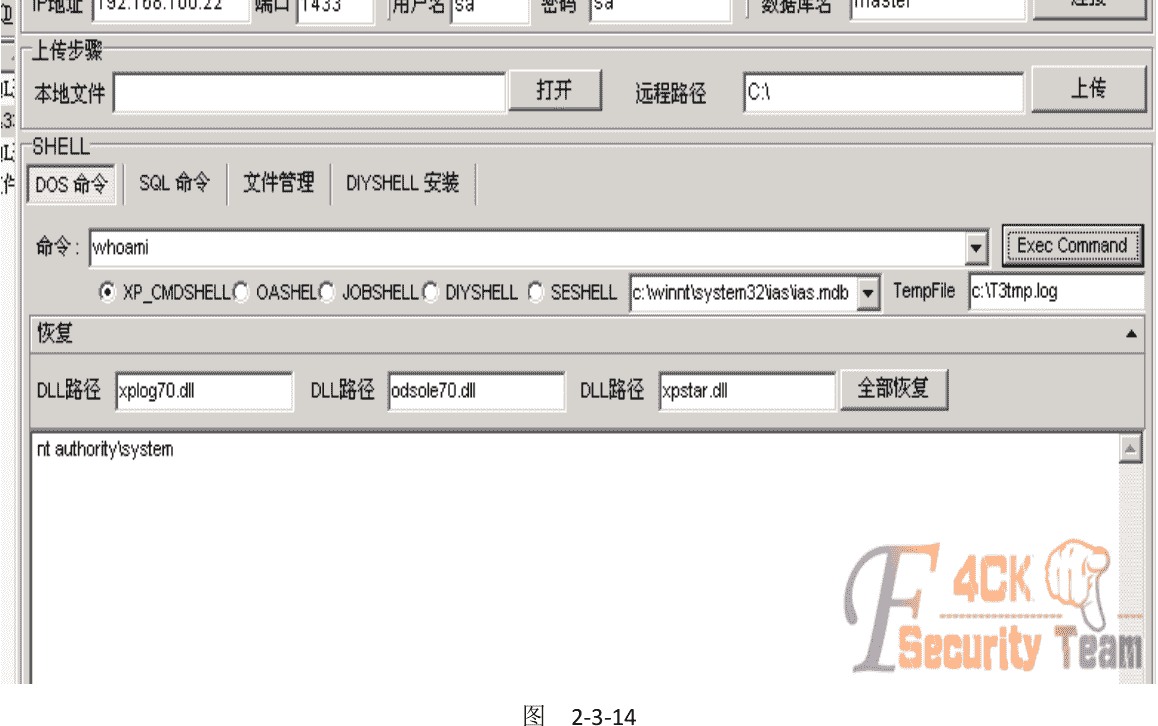 IP地址 192.168.100.22 端口 1433 用户名 sa 密码 sa 数据库名 master 连接
上传步骤
本地文件 打开 远程路径 C:\ 上传
SHELL
DOS 命令 SQL 命令 文件管理 DIYSHELL 安装
命令: whoami Exec Command
XP_CMDSHELL OASHEL JOBSHELL DIYSHELL SESHELL c:\winnt\system32\ias\ias.mdb TempFile c:\T3tmp.log
恢复
DLL路径 xplog70.dll DLL路径 odsole70.dll DLL路径 xpstar.dll 全部恢复
nt authority\system
F4CK
Security Team
图 2-3-14